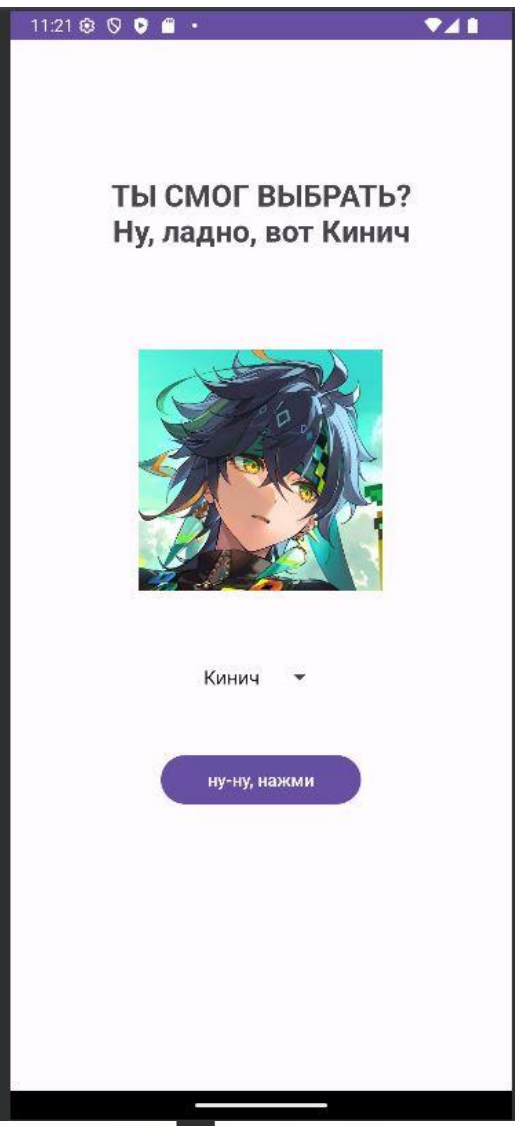 11:21
ТЫ СМОГ ВЫБРАТЬ?
Ну, ладно, вот Кинич
Кинич
ну-ну, нажми